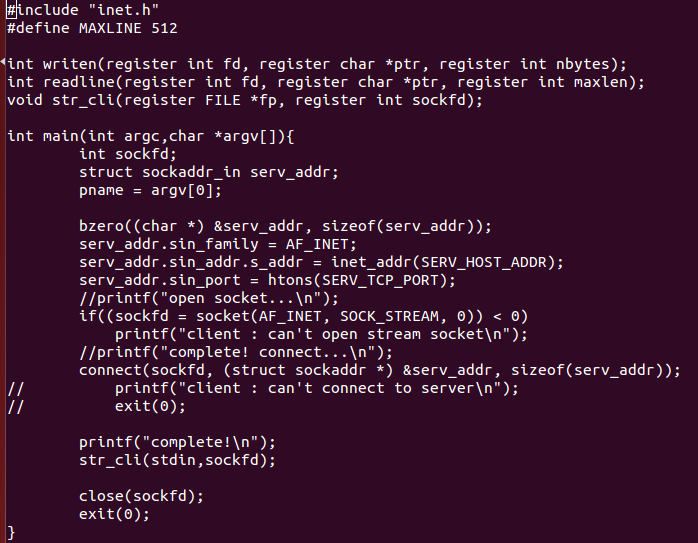 #include "inet.h"
#define MAXLINE 512

int writen(register int fd, register char *ptr, register int nbytes);
int readline(register int fd, register char *ptr, register int maxlen);
void str_cli(register FILE *fp, register int sockfd);

int main(int argc,char *argv[]){
        int sockfd;
        struct sockaddr_in serv_addr;
        pname = argv[0];

        bzero((char *) &serv_addr, sizeof(serv_addr));
        serv_addr.sin_family = AF_INET;
        serv_addr.sin_addr.s_addr = inet_addr(SERV_HOST_ADDR);
        serv_addr.sin_port = htons(SERV_TCP_PORT);
        //printf("open socket...\n");
        if((sockfd = socket(AF_INET, SOCK_STREAM, 0)) < 0)
            printf("client : can't open stream socket\n");
        //printf("complete! connect...\n");
        connect(sockfd, (struct sockaddr *) &serv_addr, sizeof(serv_addr));
//          printf("client : can't connect to server\n");
//          exit(0);

        printf("complete!\n");
        str_cli(stdin,sockfd);

        close(sockfd);
        exit(0);
}